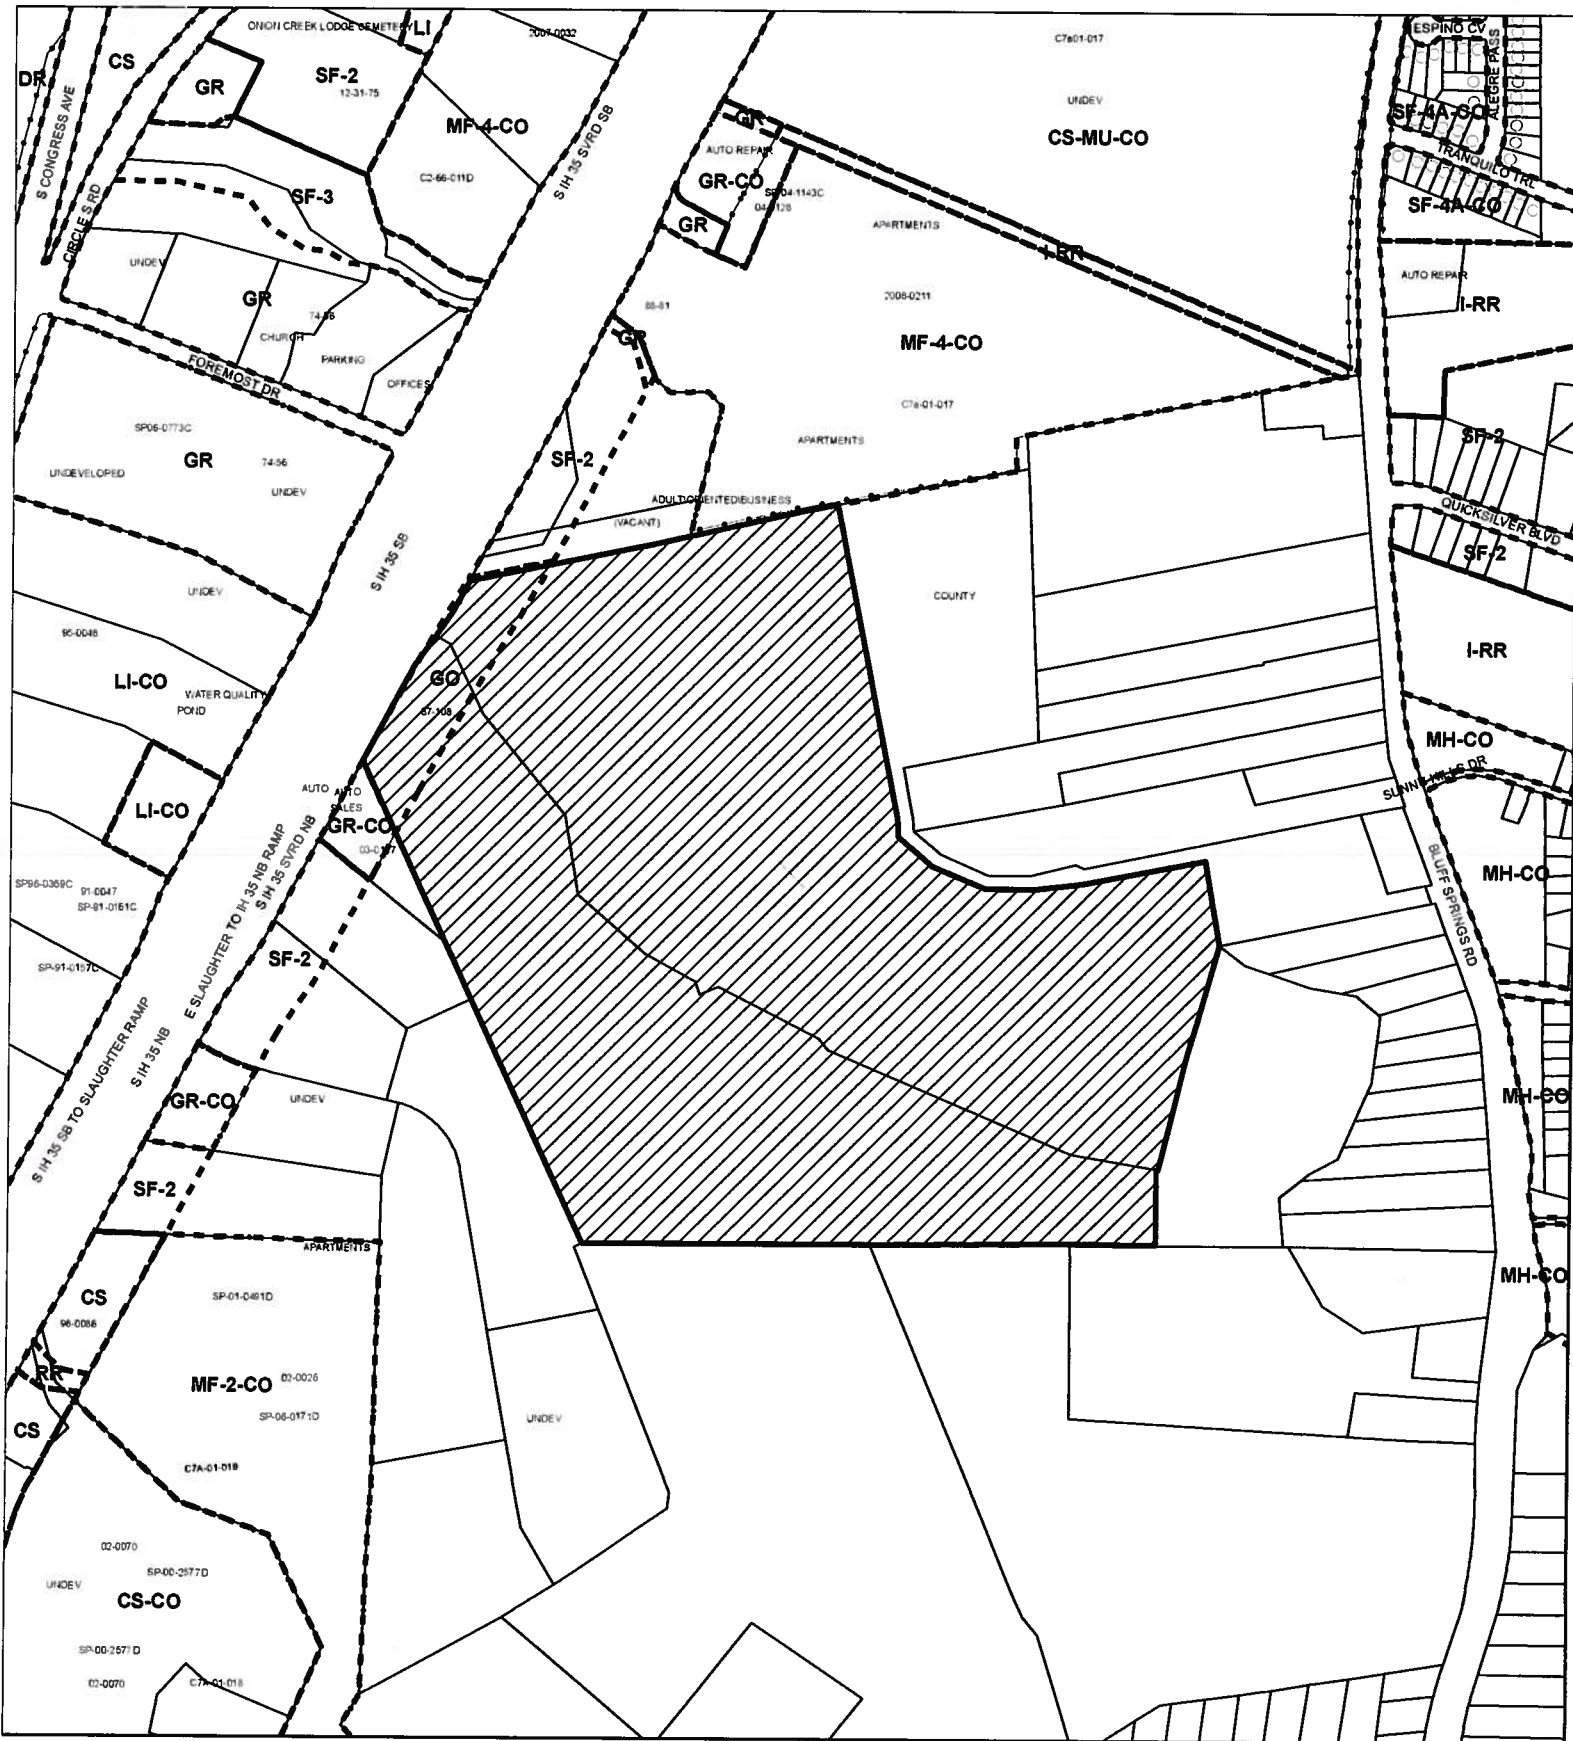 ONION CREEK LODGE CEMETERY
LI
2007-0032
C7a01-017
ESPINO CV
ALEGRE PASS
DR
CS
GR
SF-2
12-31-75
S CONGRESS AVE
MF-4-CO
C2-66-011D
S IH 35 SVRD SB
GR
AUTO REPAIR
GR-CO
SP-04-1143C
GR
UNDEV
CS-MU-CO
SF-4A-CO
TRANQUILO TRL
SF-4A-CO
SF-3
CIRCLE S RD
UNDEV
GR
74-56
CHURCH
PARKING
OFFICES
FOREMOST DR
APARTMENTS
I-RR
AUTO REPAIR
I-RR
88-81
2006-0211
GR
MF-4-CO
C7a-01-017
APARTMENTS
SP06-0773C
GR
74-56
UNDEVELOPED
UNDEV
SF-2
ADULT ORIENTED BUSINESS
(VACANT)
SF-2
QUICKSILVER BLVD
SF-2
S IH 35 SB
UNDEV
COUNTY
95-0048
I-RR
LI-CO
WATER QUALITY
POND
GO
87-108
MH-CO
SUNNY HILLS DR
LI-CO
AUTO
AUTO
SALES
GR-CO
BLUFF SPRINGS RD
MH-CO
SP96-0369C
91-0047
SP-91-0161C
E SLAUGHTER TO IH 35 NB RAMP
S IH 35 SVRD NB
SP-91-0197C
SF-2
S IH 35 SB TO SLAUGHTER RAMP
S IH 35 NB
GR-CO
UNDEV
MH-CO
SF-2
APARTMENTS
MH-CO
CS
96-0086
SP-01-0491D
RR
MF-2-CO
02-0026
SP-06-0171D
CS
UNDEV
C7A-01-018
02-0070
SP-00-2577D
UNDEV
CS-CO
SP-00-2577D
02-0070
C7A-01-018